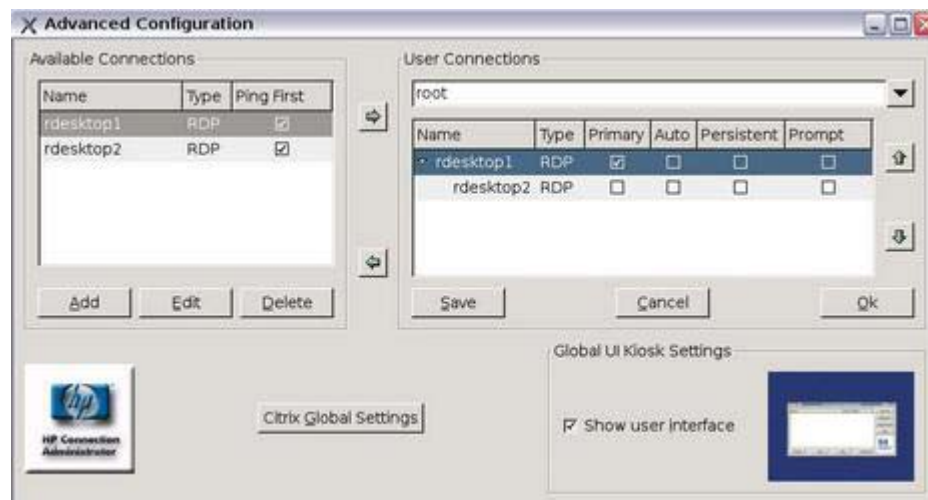 Advanced Configuration
Available Connections
Name Type Ping First
rdesktop1 RDP
rdesktop2 RDP
Add Edit Delete
User Connections
root
Name Type Primary Auto Persistent Prompt
rdesktop1 RDP
rdesktop2 RDP
Save Cancel Ok
hp
HP Connection
Administrator
Citrix Global Settings
Global UI Kiosk Settings
Show user interface